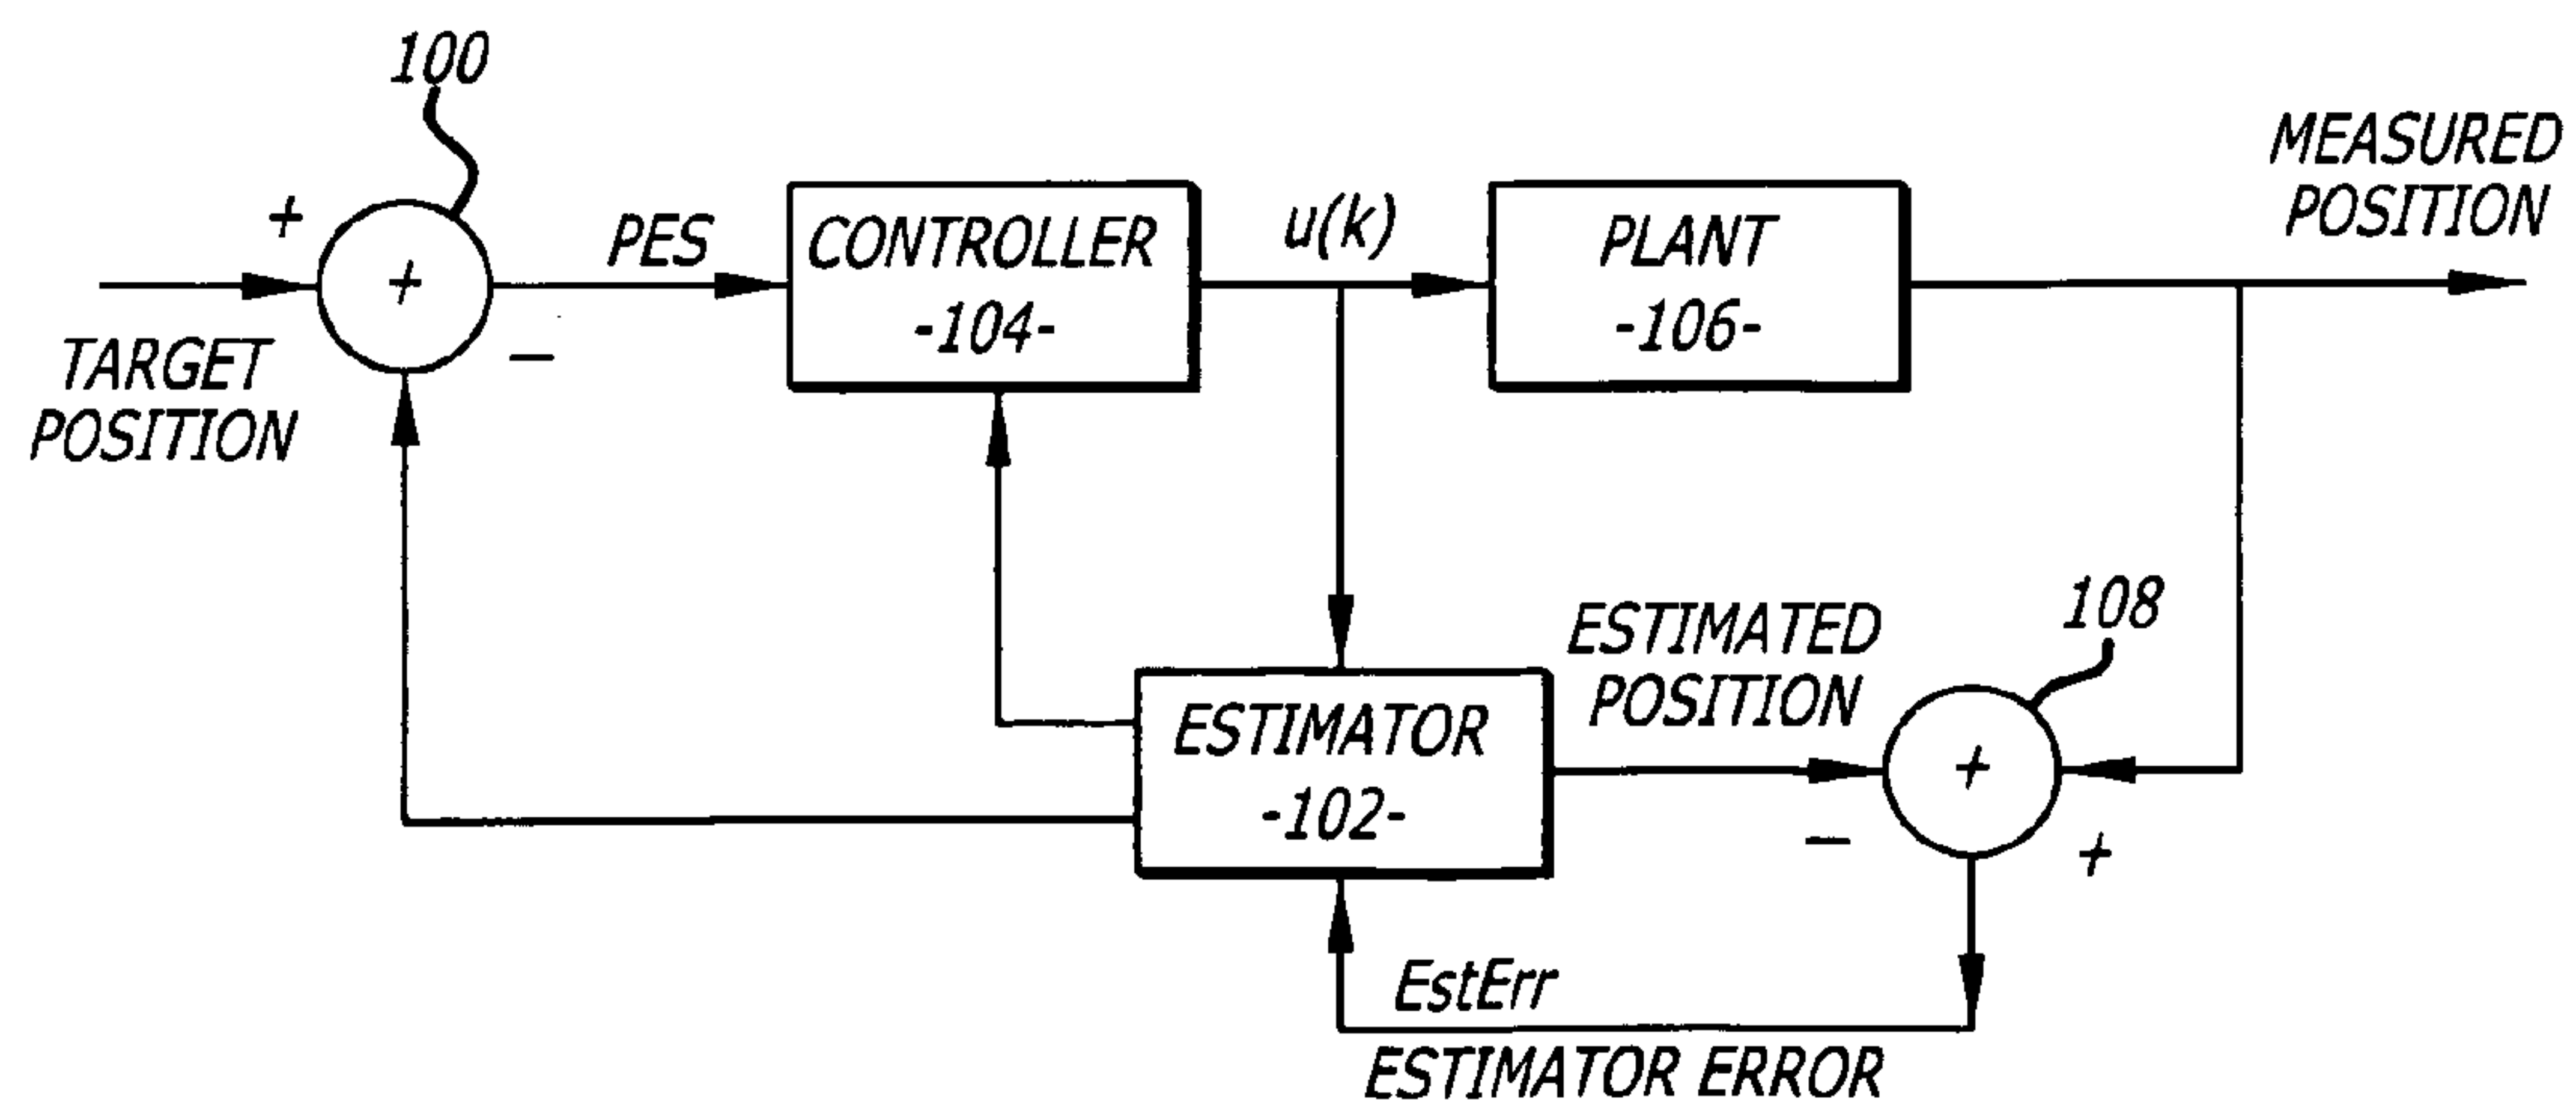 100
+
+
PES
−
TARGET
POSITION
CONTROLLER
-104-
u(k)
PLANT
-106-
MEASURED
POSITION
ESTIMATOR
-102-
ESTIMATED
POSITION
108
+
−
+
EstErr
ESTIMATOR ERROR